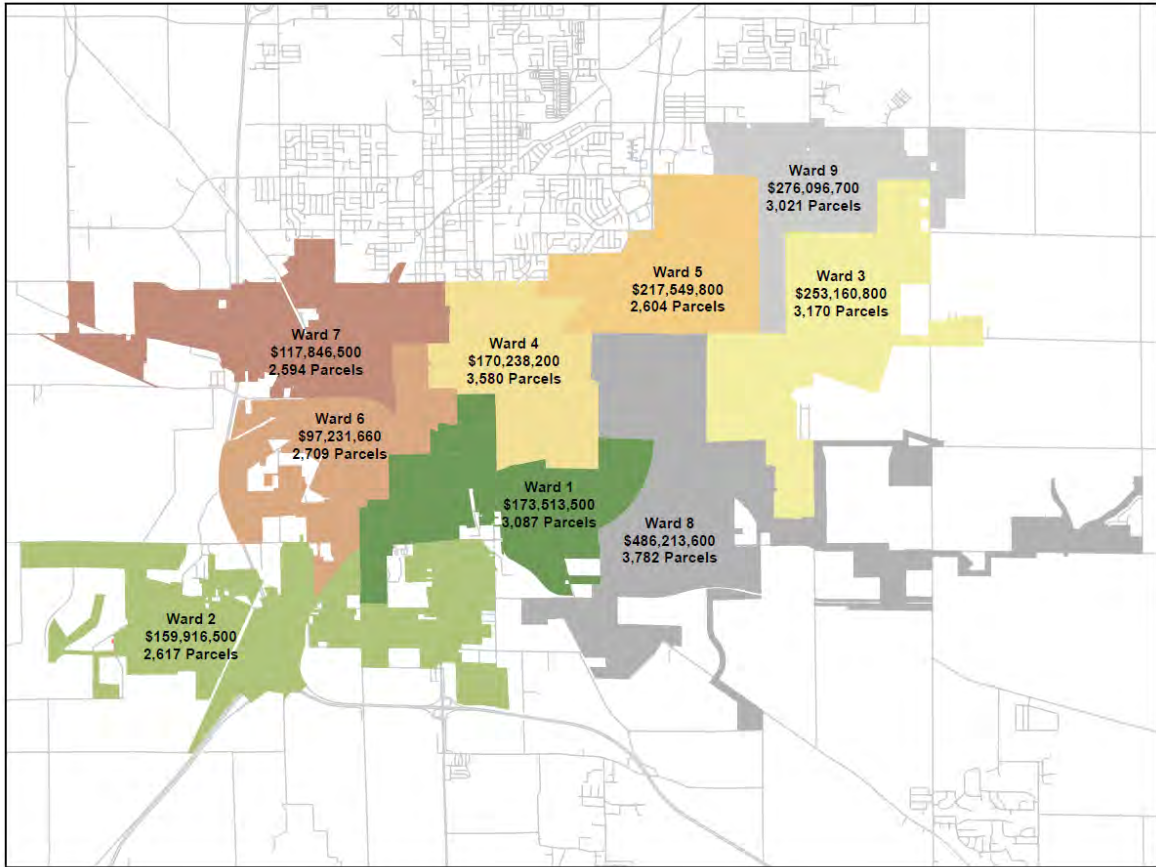 Ward 9
$276,096,700
3,021 Parcels
Ward 5
$217,549,800
2,604 Parcels
Ward 3
$253,160,800
3,170 Parcels
Ward 7
$117,846,500
2,594 Parcels
Ward 4
$170,238,200
3,580 Parcels
Ward 6
$97,231,660
2,709 Parcels
Ward 1
$173,513,500
3,087 Parcels
Ward 8
$486,213,600
3,782 Parcels
Ward 2
$159,916,500
2,617 Parcels